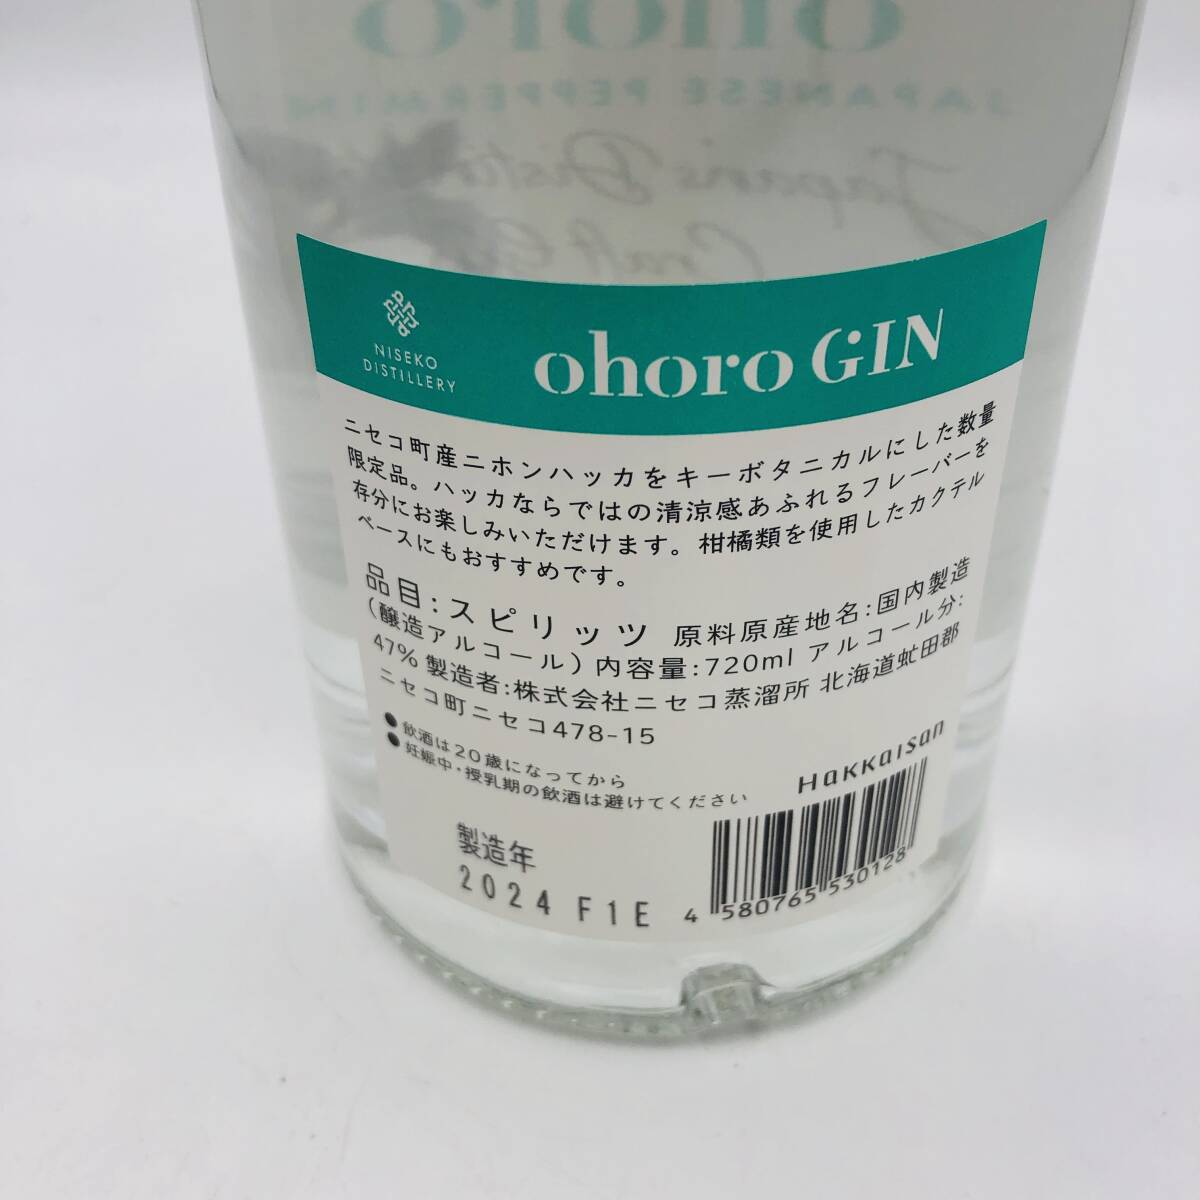 ohoro
JAPANESE PEPPERMIN
Japan's Disti
Craft Gi
NISEKO
DISTILLERY
ohoro GIN
ニセコ町産ニホンハッカをキーボタニカルにした数量
限定品。ハッカならではの清涼感あふれるフレーバーを
存分にお楽しみいただけます。柑橘類を使用したカクテル
ベースにもおすすめです。
品目:スピリッツ 原料原産地名:国内製造
(醸造アルコール)内容量:720ml アルコール分:
47% 製造者:株式会社ニセコ蒸溜所 北海道虻田郡
ニセコ町ニセコ478-15
●飲酒は20歳になってから
●妊娠中・授乳期の飲酒は避けてください
Hakkaisan
製造年
2024 F1E
4 580765 530128